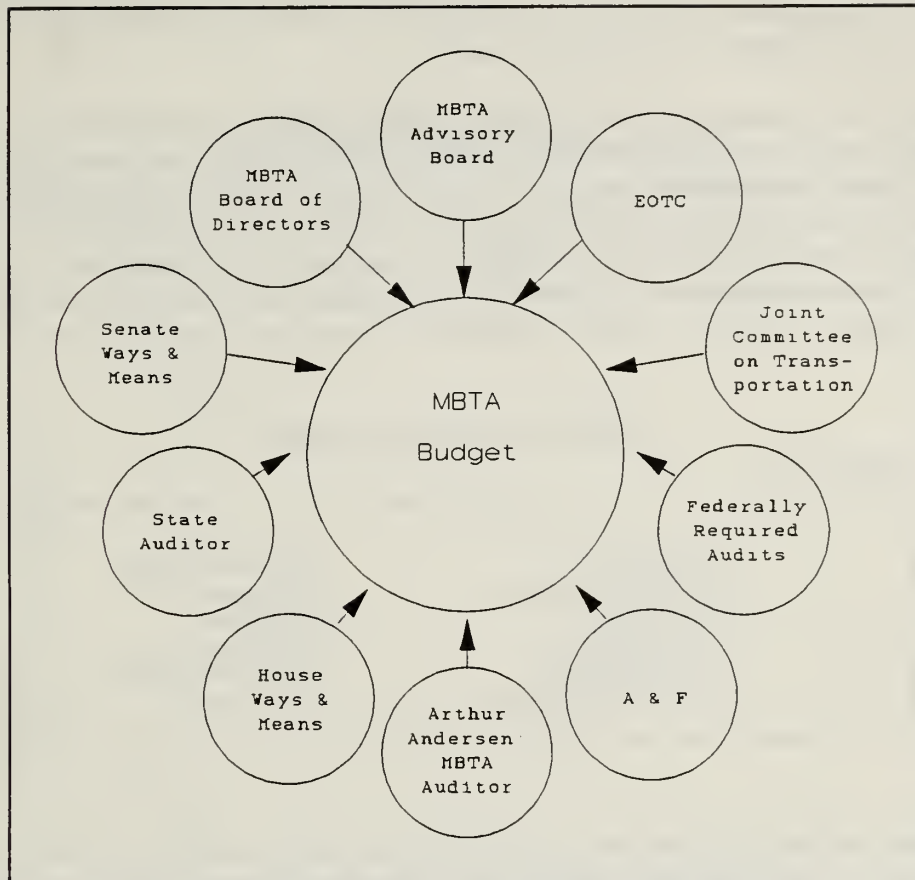 MBTA
Advisory
Board
MBTA
Board of
Directors
EOTC
Senate
Ways &
Means
Joint
Committee
on Trans-
portation
MBTA
Budget
State
Auditor
Federally
Required
Audits
House
Ways &
Means
Arthur
Andersen
MBTA
Auditor
A & F